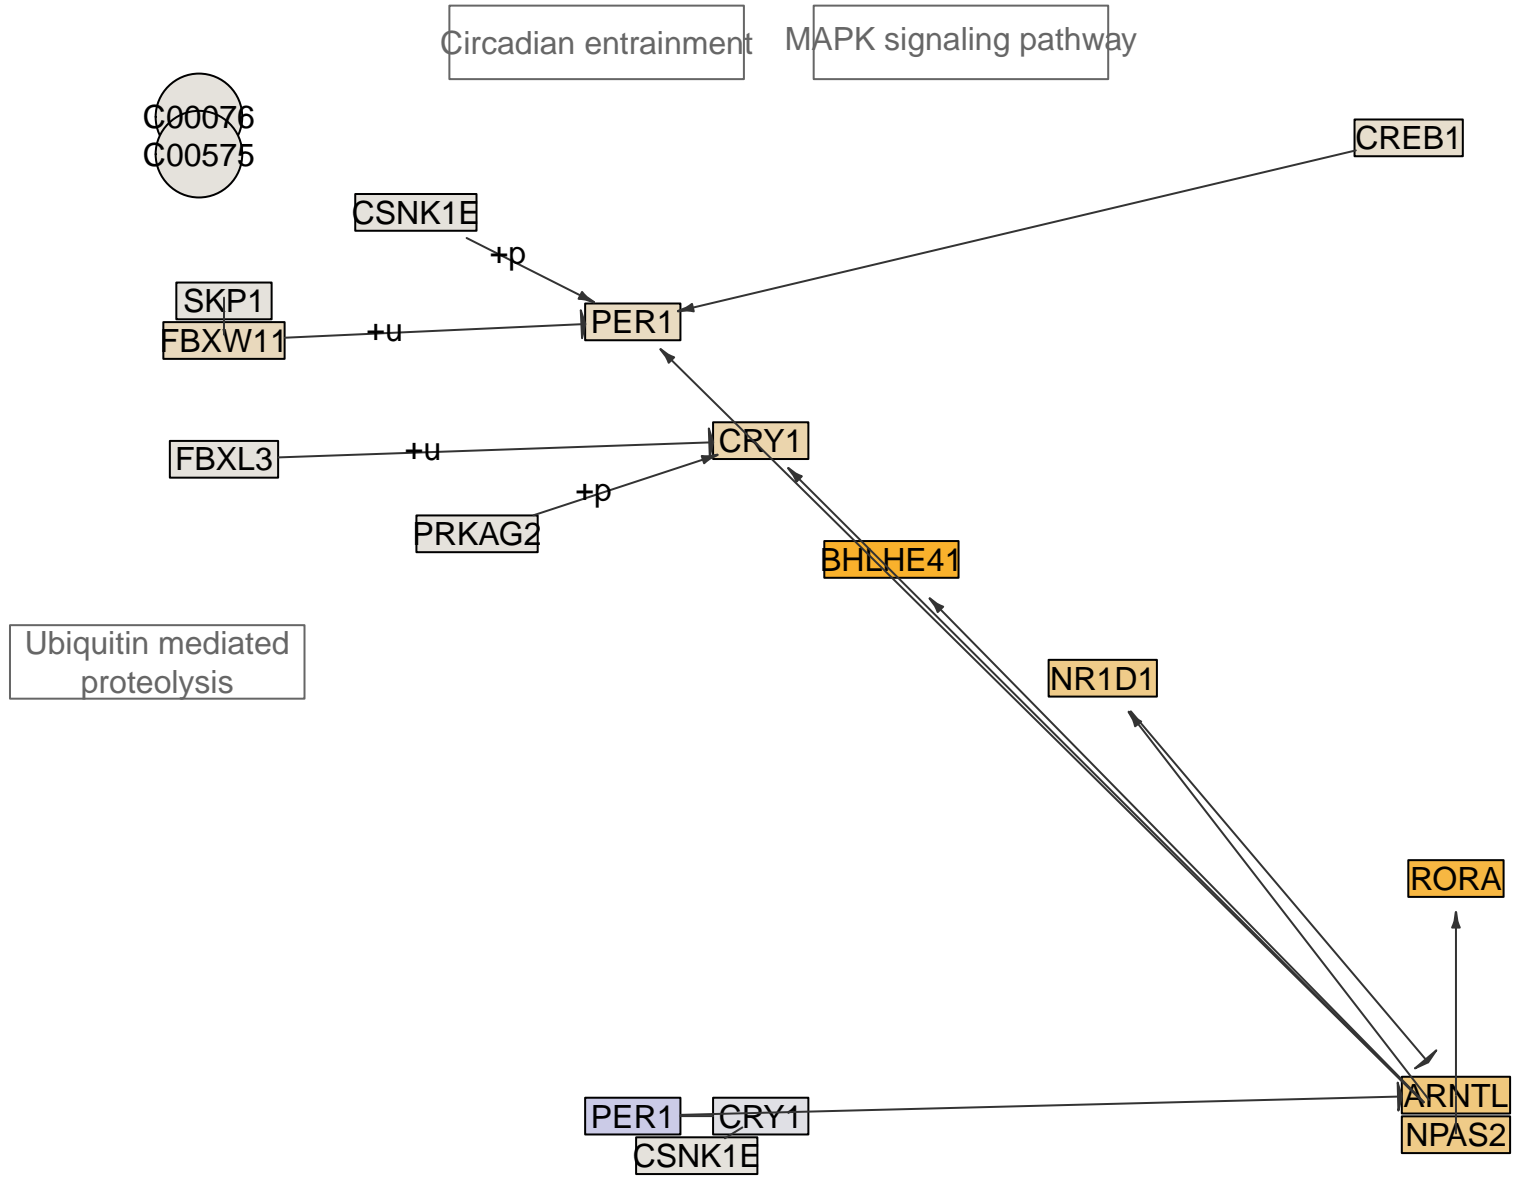 Circadian entrainment
MAPK signaling pathway
C00076
C00575
CREB1
CSNK1E
+p
SKP1
FBXW11
+u
PER1
FBXL3
+u
CRY1
+p
PRKAG2
BHLHE41
Ubiquitin mediated
proteolysis
NR1D1
RORA
ARNTL
NPAS2
PER1
CRY1
CSNK1E